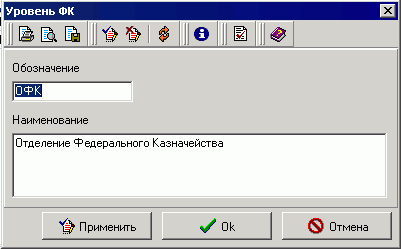 Уровень ФК
Обозначение
ОФК
Наименование
Отделение Федерального Казначейства
Применить
Ok
Отмена